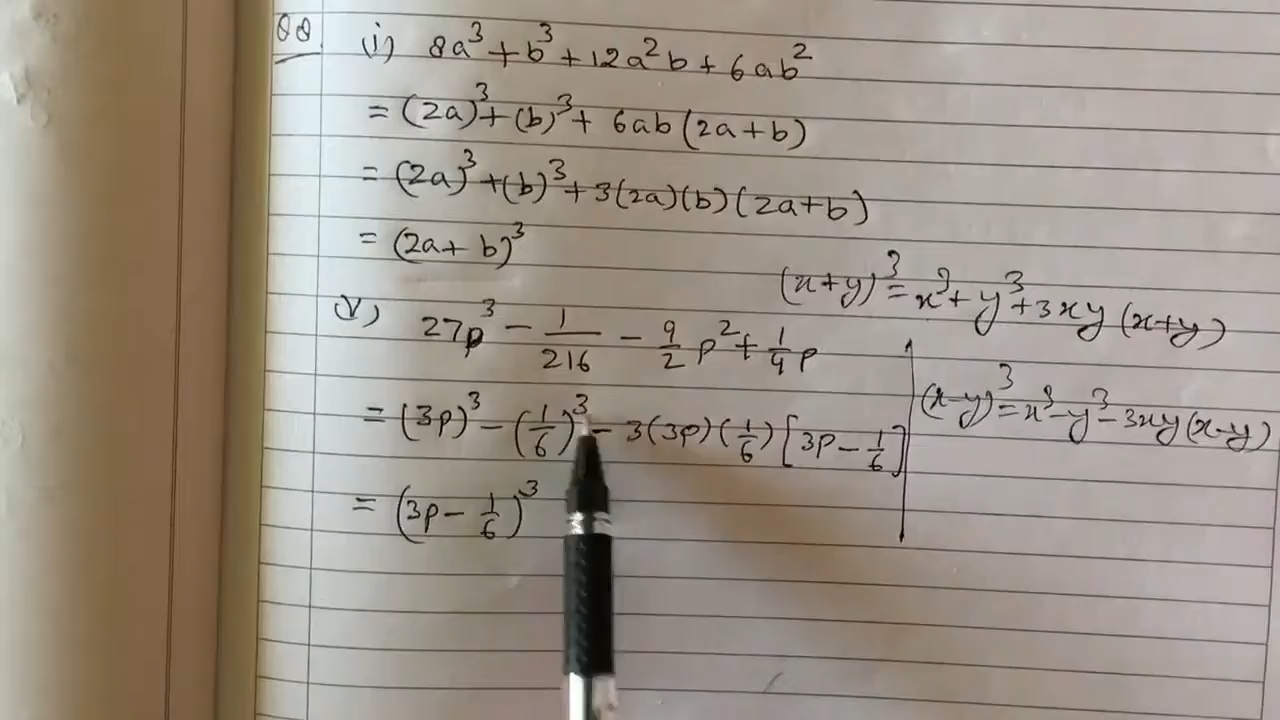 Q8 (i) 8a³ + b³ + 12a²b + 6ab²
= (2a)³ + (b)³ + 6ab (2a + b)
= (2a)³ + (b)³ + 3(2a)(b)(2a + b)
= (2a + b)³
(x+y)³ = x³ + y³ + 3xy (x+y)
(v) 27p³ - 1/216 - 9/2 p² + 1/4 p
(x-y)³ = x³ - y³ - 3xy(x-y)
= (3p)³ - (1/6)³ - 3(3p)(1/6)[3p - 1/6]
= (3p - 1/6)³